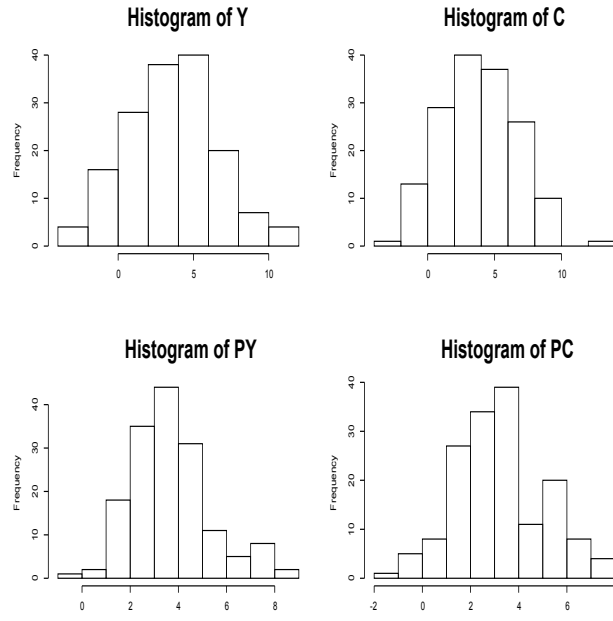 Histogram of Y
Frequency
0 10 20 30 40
0 5 10
Histogram of C
Frequency
0 10 20 30 40
0 5 10
Histogram of PY
Frequency
0 10 20 30 40
0 2 4 6 8
Histogram of PC
Frequency
0 10 20 30 40
-2 0 2 4 6